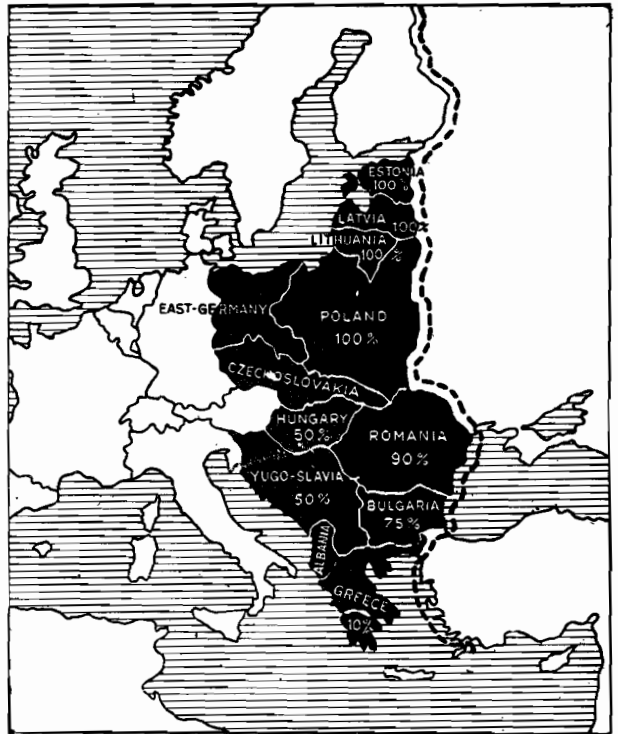 ESTONIA
100%
LATVIA 100%
LITHUANIA
100 %
EAST-GERMANY
POLAND
100%
CZECHOSLOVAKIA
HUNGARY
50%
ROMANIA
90%
YUGO-SLAVIA
50%
BULGARIA
75%
ALBANIA
GREECE
10%